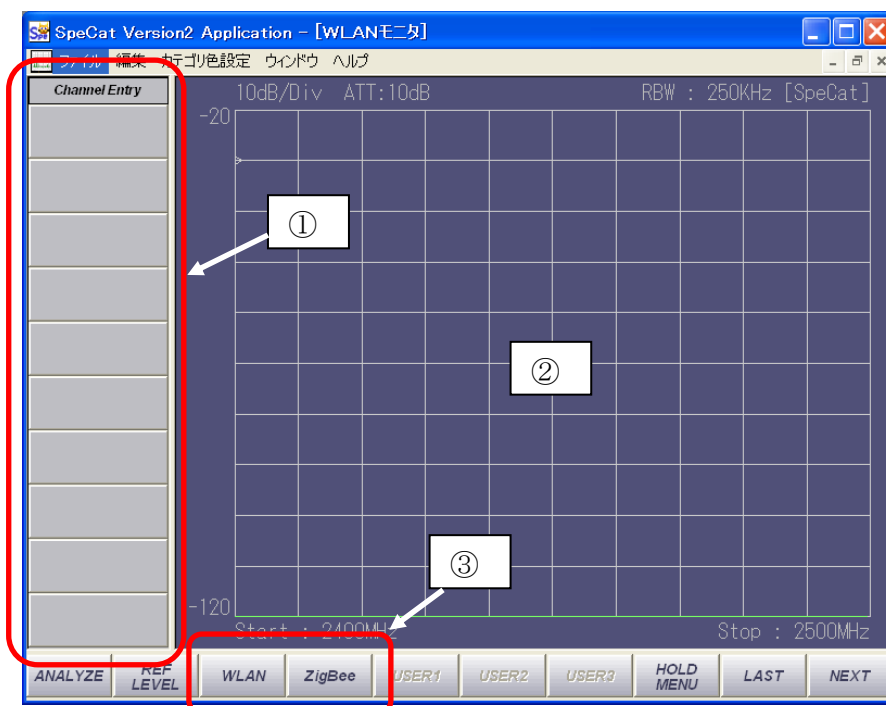 SpeCat Version2 Application - [WLANモニタ]
ファイル 編集 カテゴリ色設定 ウィンドウ ヘルプ
Channel Entry
10dB/Div ATT:10dB RBW : 250KHz [SpeCat]
-20
①
②
③
-120
Start : 2400MHz Stop : 2500MHz
ANALYZE REF LEVEL WLAN ZigBee USER1 USER2 USER3 HOLD MENU LAST NEXT